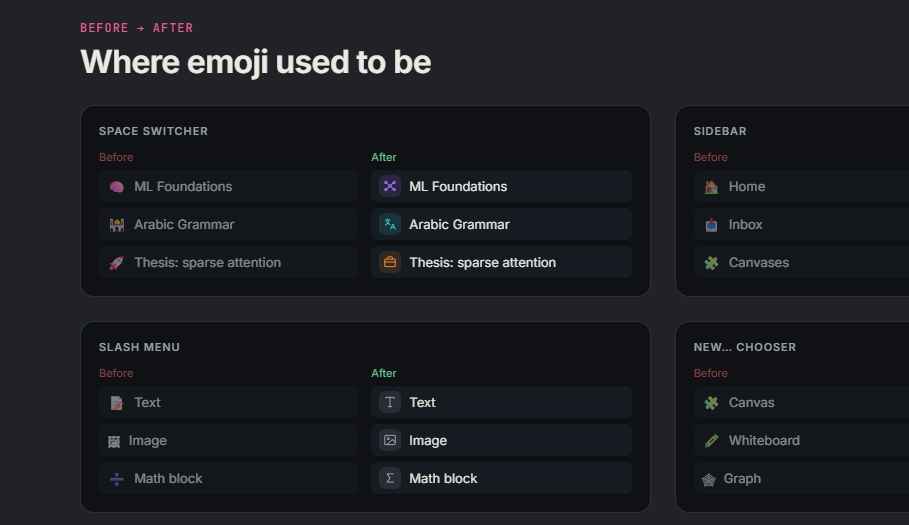 BEFORE → AFTER
Where emoji used to be
SPACE SWITCHER
Before
ML Foundations
Arabic Grammar
Thesis: sparse attention
After
ML Foundations
Arabic Grammar
Thesis: sparse attention
SIDEBAR
Before
Home
Inbox
Canvases
SLASH MENU
Before
Text
Image
Math block
After
Text
Image
Math block
NEW... CHOOSER
Before
Canvas
Whiteboard
Graph